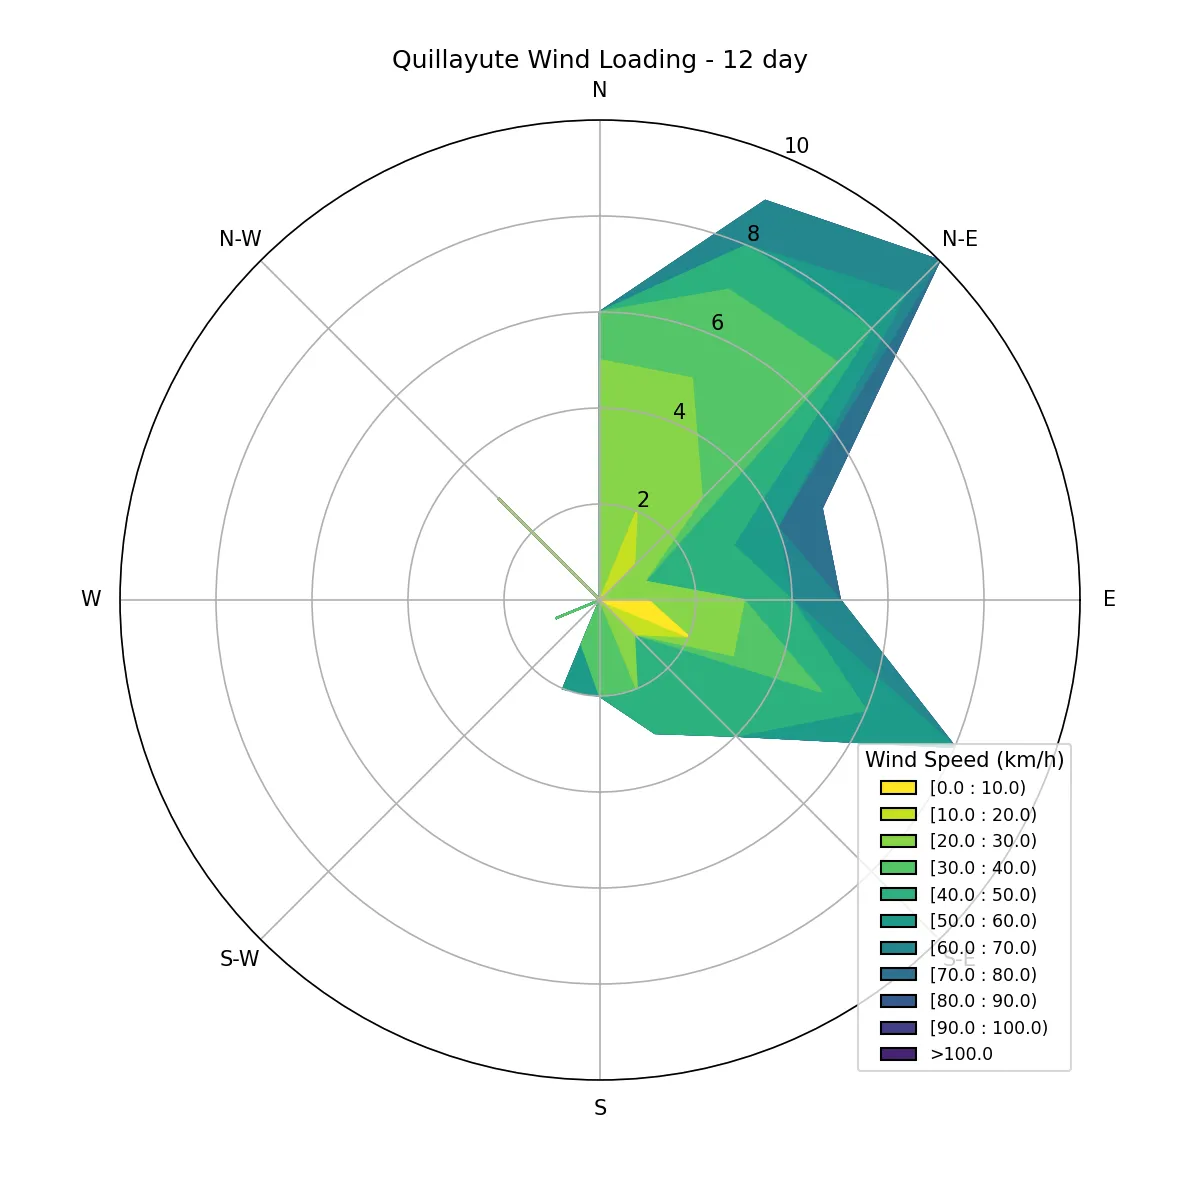 Quillayute Wind Loading - 12 day
N
10
8
N-W
N-E
6
4
2
W
E
Wind Speed (km/h)
[0.0 : 10.0)
[10.0 : 20.0)
[20.0 : 30.0)
[30.0 : 40.0)
[40.0 : 50.0)
[50.0 : 60.0)
[60.0 : 70.0)
[70.0 : 80.0)
[80.0 : 90.0)
[90.0 : 100.0)
>100.0
S-W
S-E
S